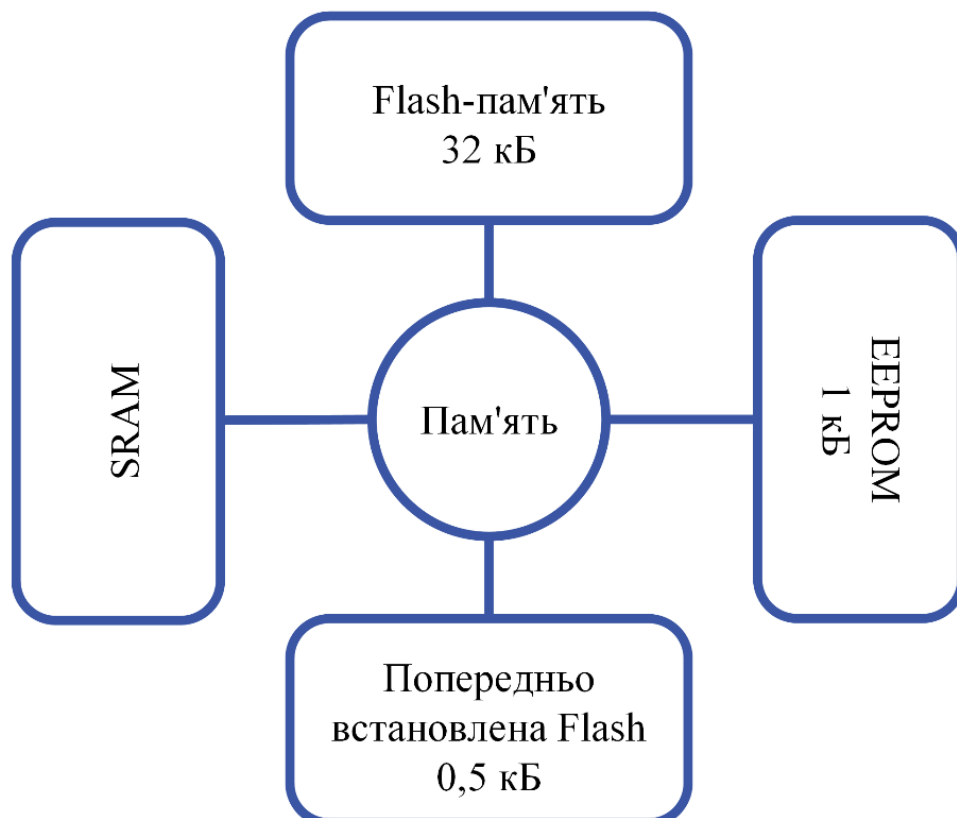 Flash-пам'ять
32 кБ
SRAM
Пам'ять
EEPROM
1 кБ
Попередньо
встановлена Flash
0,5 кБ